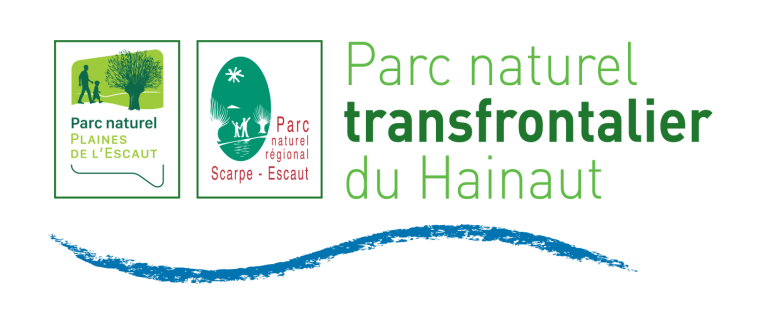 Parc naturel
PLAINES
DE L'ESCAUT
Parc
naturel
régional
Scarpe - Escaut
Parc naturel
transfrontalier
du Hainaut